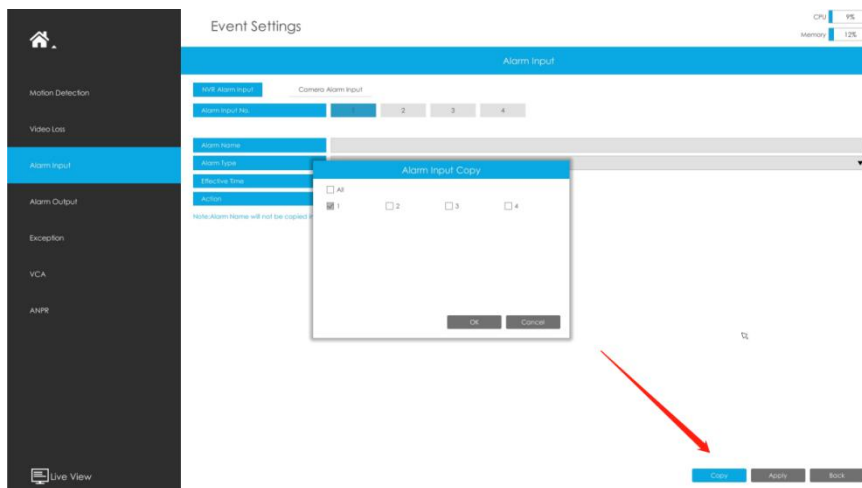 Event Settings
CPU 9%
Memory 12%
Alarm Input
Motion Detection
Video Loss
Alarm Input
Alarm Output
Exception
VCA
ANPR
Live View
NVR Alarm Input
Camera Alarm Input
Alarm Input No.
1 2 3 4
Alarm Name
Alarm Type
Effective Time
Action
Note:Alarm Name will not be copied
Alarm Input Copy
All
1 2 3 4
OK Cancel
Copy Apply Back